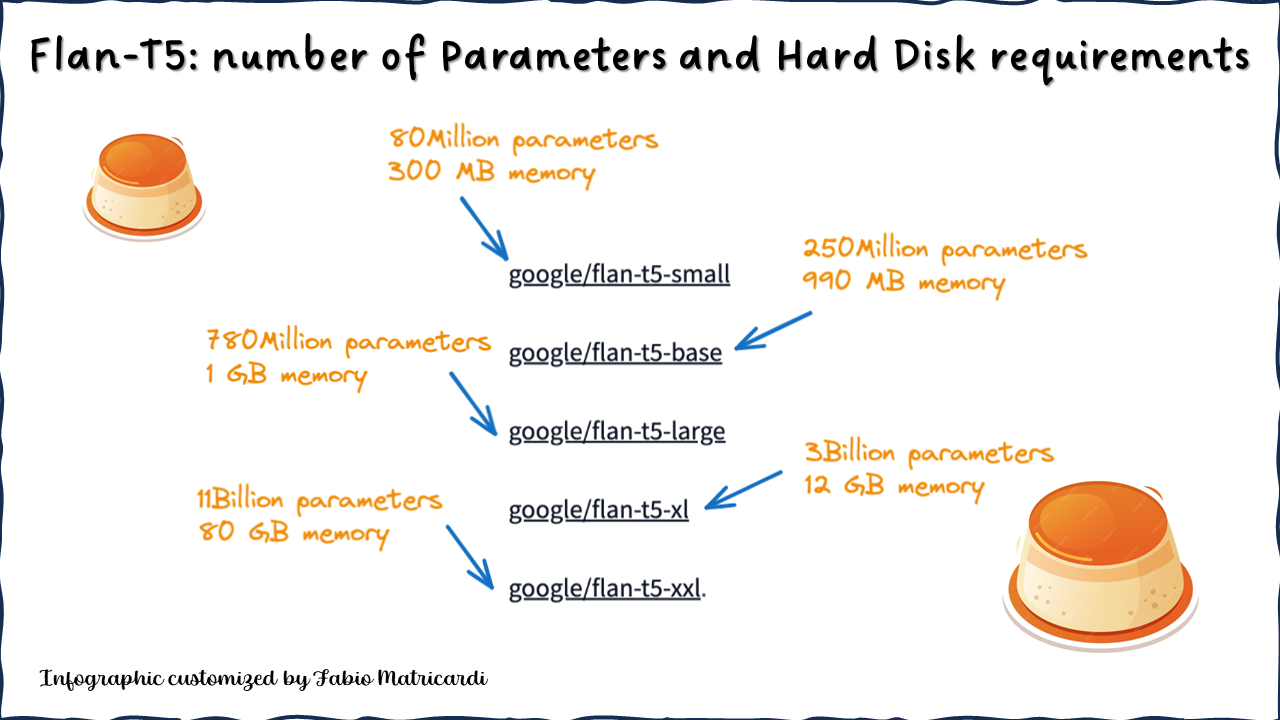 Flan-T5: number of Parameters and Hard Disk requirements
80Million parameters
300 MB memory
google/flan-t5-small
250Million parameters
990 MB memory
google/flan-t5-base
780Million parameters
1 GB memory
google/flan-t5-large
3Billion parameters
12 GB memory
google/flan-t5-xl
11Billion parameters
80 GB memory
google/flan-t5-xxl.
Infographic customized by Fabio Matricardi